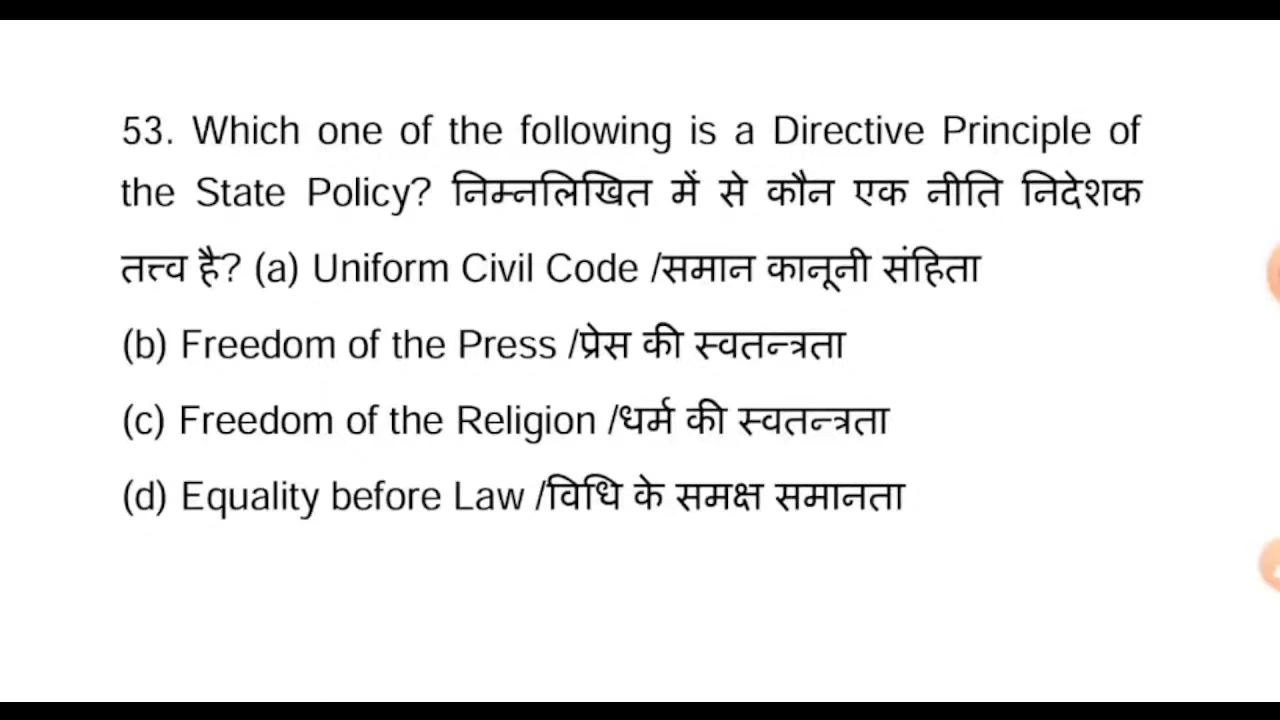 53. Which one of the following is a Directive Principle of
the State Policy? निम्नलिखित में से कौन एक नीति निदेशक
तत्त्व है? (a) Uniform Civil Code /समान कानूनी संहिता
(b) Freedom of the Press /प्रेस की स्वतन्त्रता
(c) Freedom of the Religion /धर्म की स्वतन्त्रता
(d) Equality before Law /विधि के समक्ष समानता